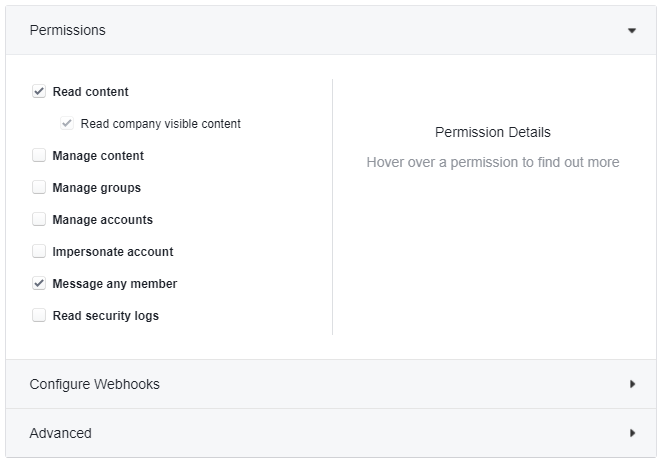 Permissions
Read content
Read company visible content
Manage content
Manage groups
Manage accounts
Impersonate account
Message any member
Read security logs
Permission Details
Hover over a permission to find out more
Configure Webhooks
Advanced